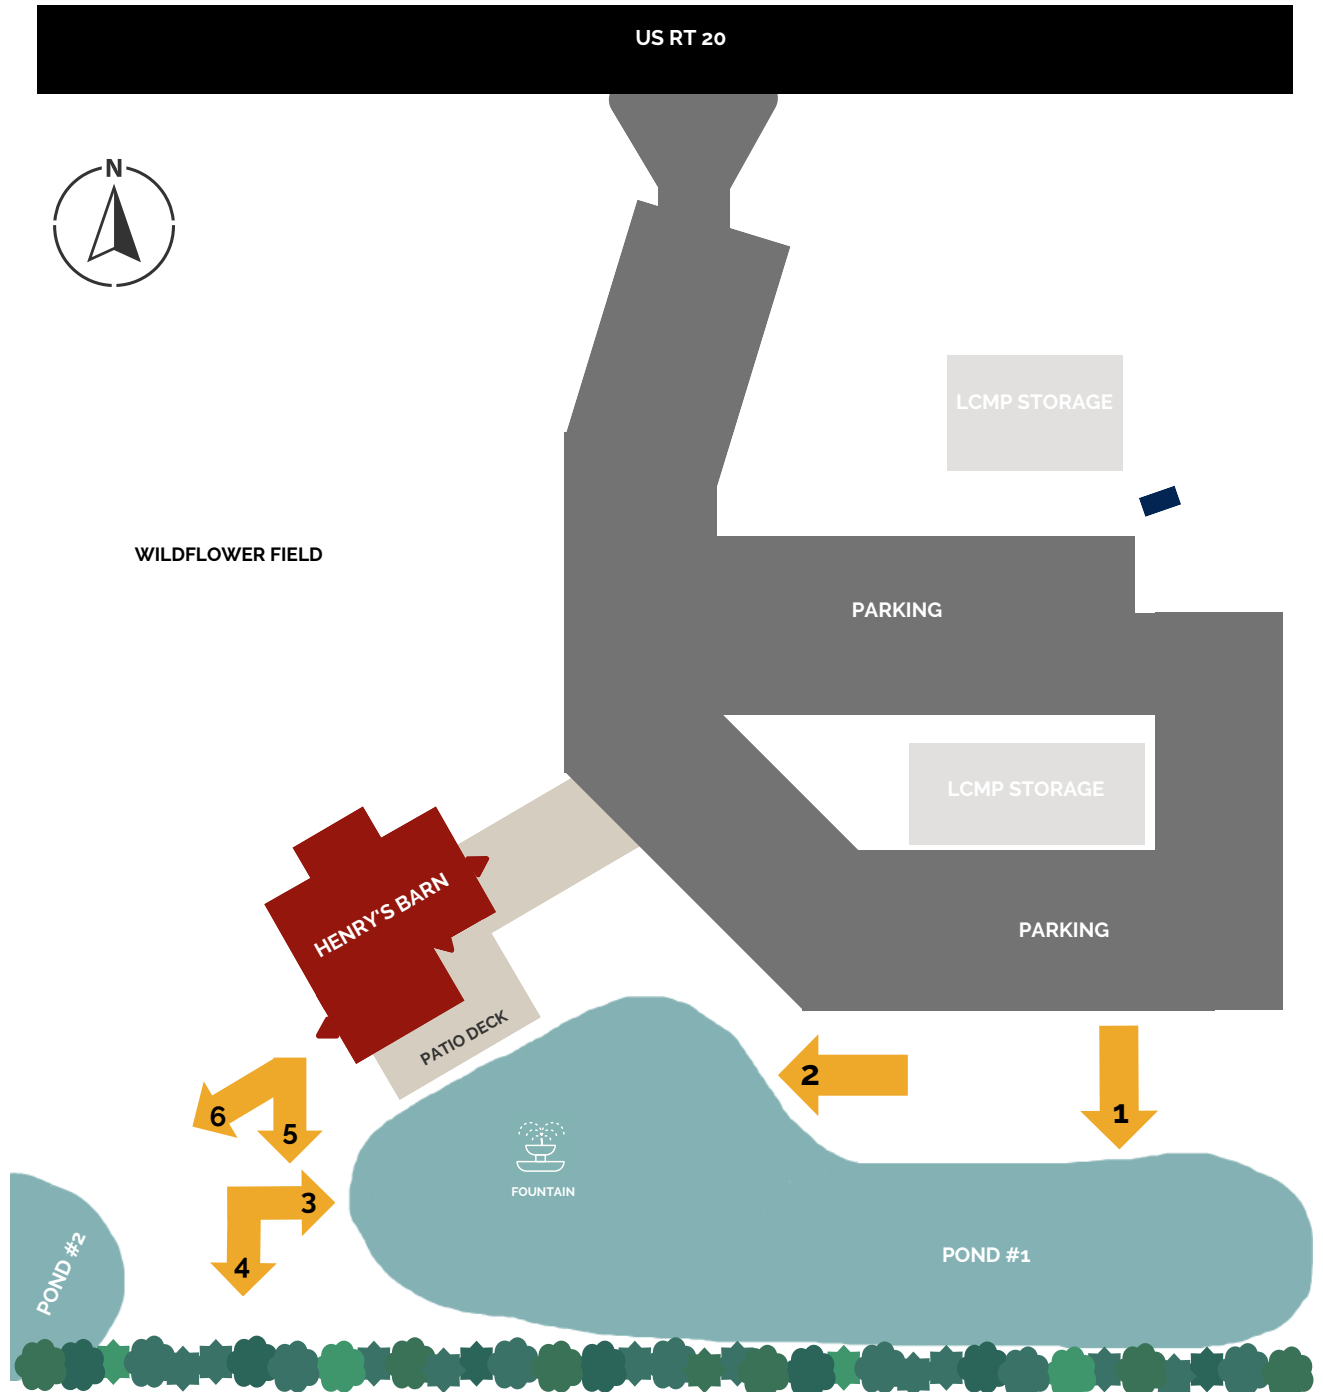 US RT 20
N
LCMP STORAGE
WILDFLOWER FIELD
PARKING
LCMP STORAGE
HENRY'S BARN
PARKING
PATIO DECK
2
1
6
5
FOUNTAIN
3
POND #1
4
POND #2